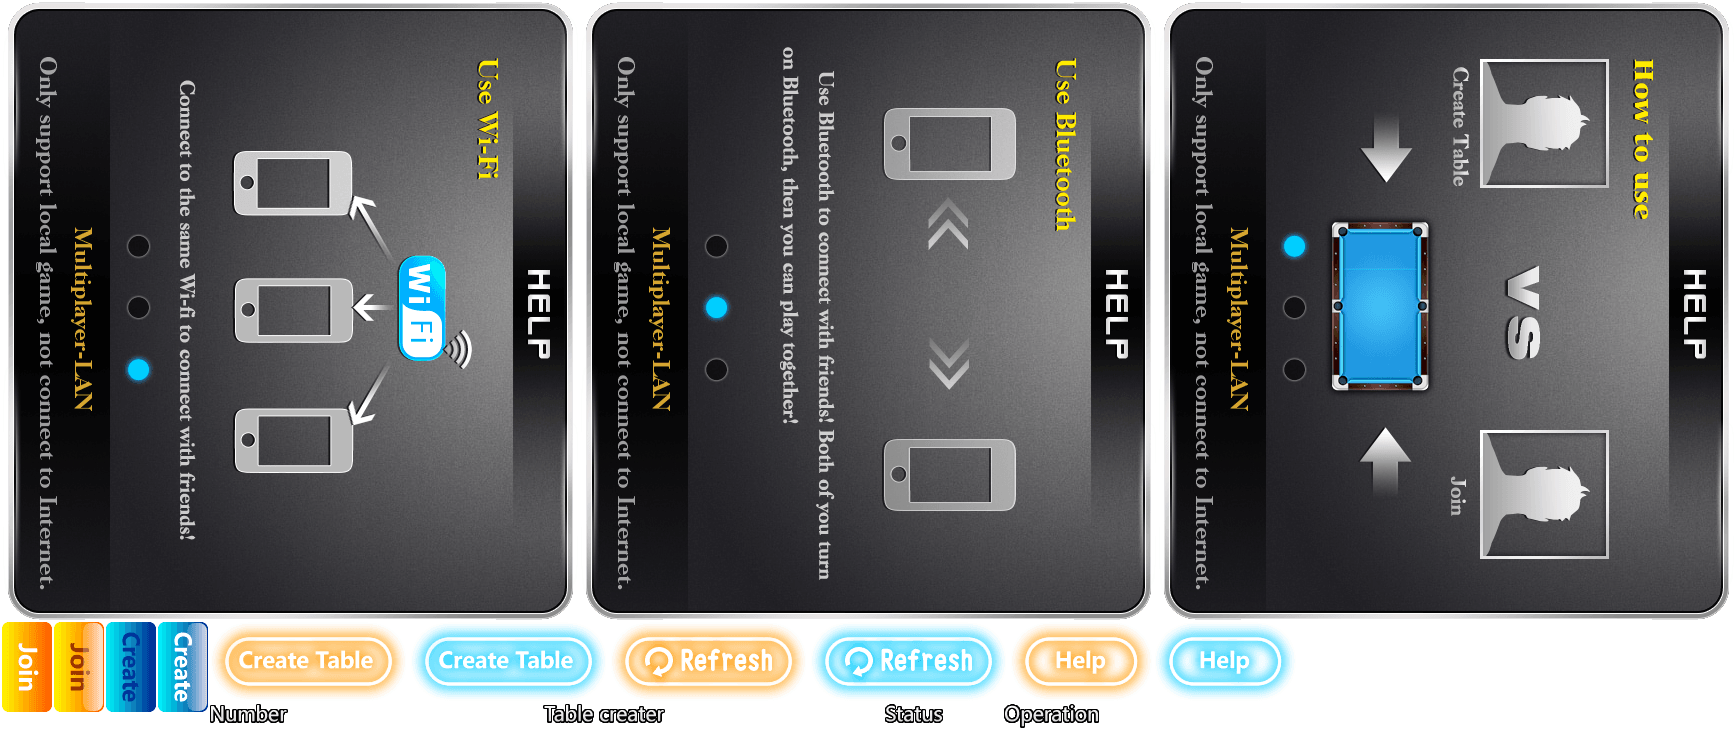 HELP
Use Wi-Fi
Wi Fi
Connect to the same Wi-fi to connect with friends!
Multiplayer-LAN
Only support local game, not connect to Internet.
HELP
Use Bluetooth
Use Bluetooth to connect with friends! Both of you turn
on Bluetooth, then you can play together!
Multiplayer-LAN
Only support local game, not connect to Internet.
HELP
How to use
Create Table
VS
Join
Multiplayer-LAN
Only support local game, not connect to Internet.
Join
Join
Create
Create
Create Table
Create Table
Refresh
Refresh
Help
Help
Number
Table creater
Status
Operation